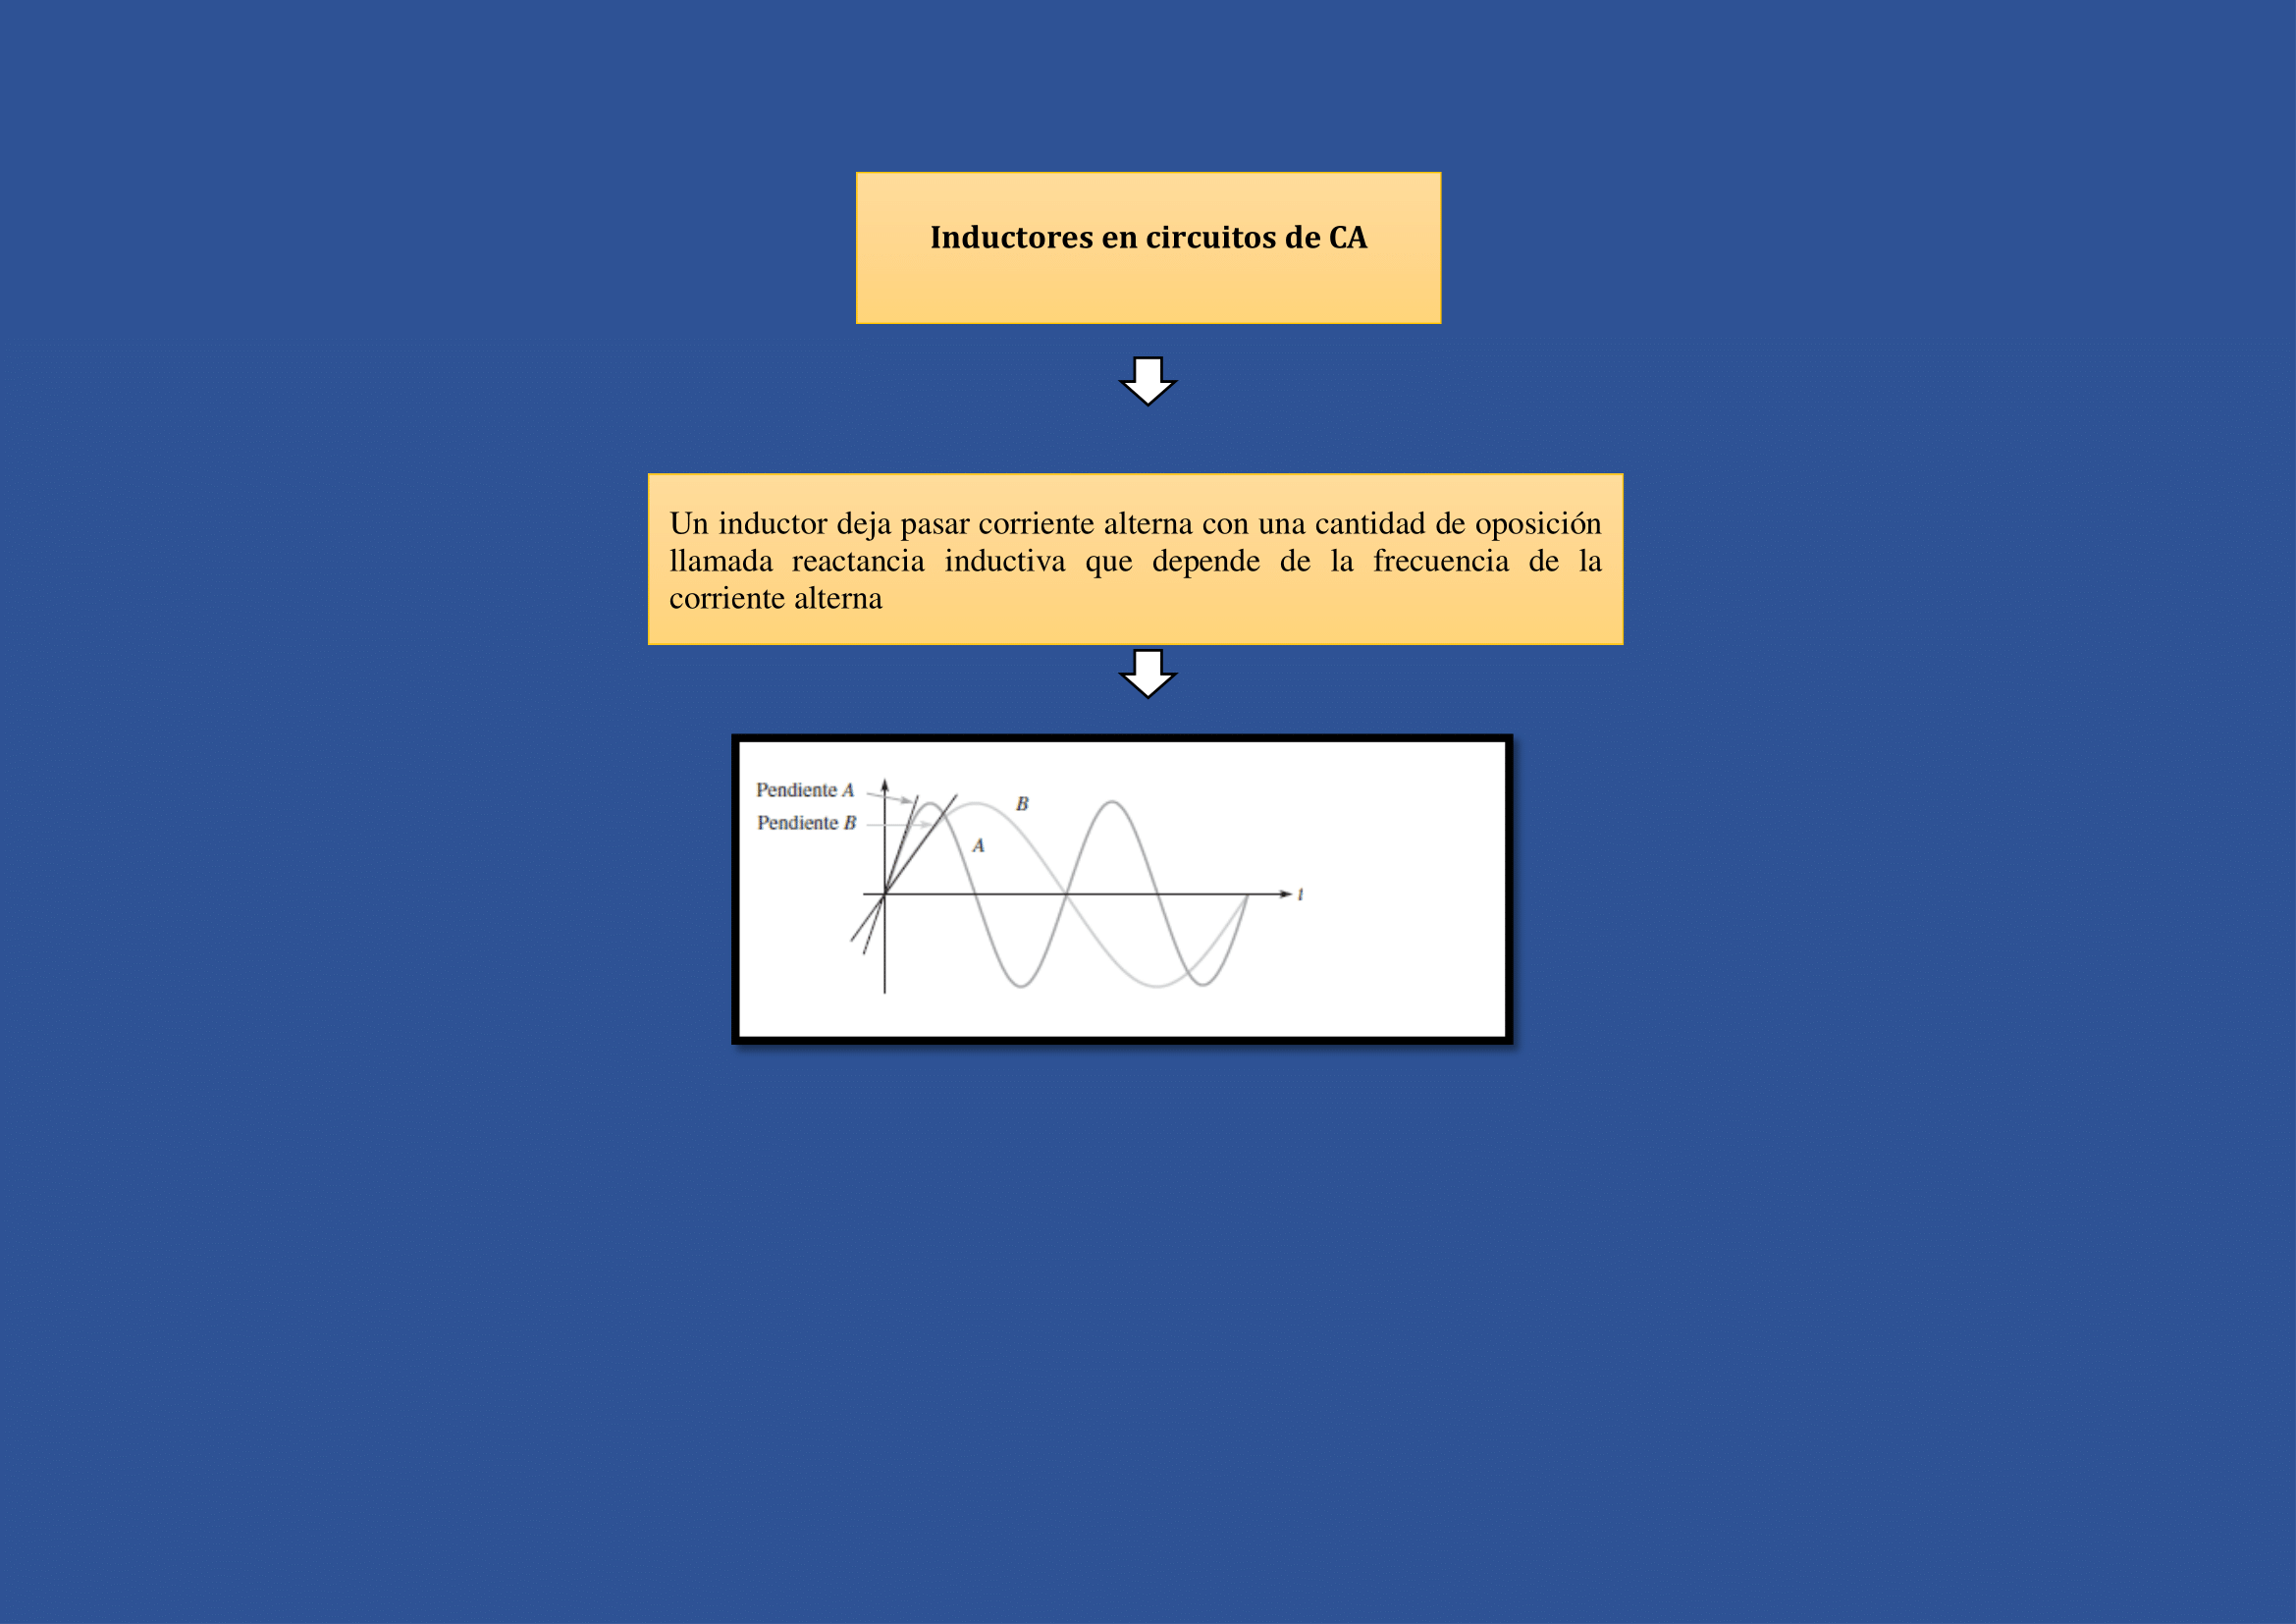 Inductores en circuitos de CA
Un inductor deja pasar corriente alterna con una cantidad de oposición
llamada reactancia inductiva que depende de la frecuencia de la
corriente alterna
Pendiente A
Pendiente B
B
A
t